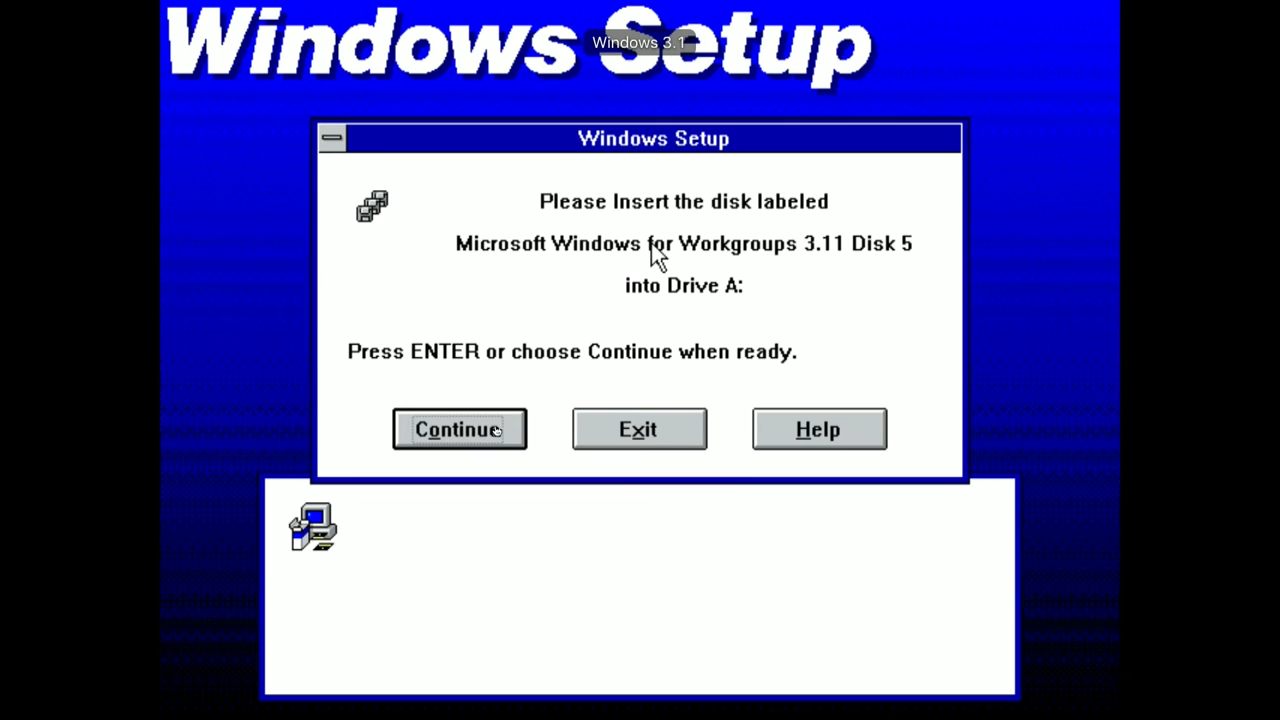 Windows Setup
Windows 3.1
Windows Setup
Please Insert the disk labeled
Microsoft Windows for Workgroups 3.11 Disk 5
into Drive A:
Press ENTER or choose Continue when ready.
Continue Exit Help